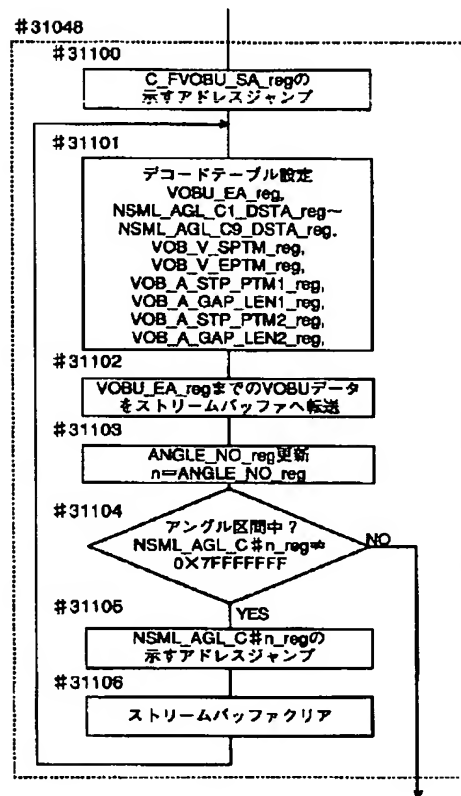 #31048
#31100
C_FVOBU_SA_regの
示すアドレスジャンプ
#31101
デコードテーブル設定
VOBU_EA_reg,
NSML_AGL_C1_DSTA_reg~
NSML_AGL_C9_DSTA_reg,
VOB_V_SPTM_reg,
VOB_V_EPTM_reg,
VOB_A_STP_PTM1_reg,
VOB_A_GAP_LEN1_reg,
VOB_A_STP_PTM2_reg,
VOB_A_GAP_LEN2_reg,
#31102
VOBU_EA_regまでのVOBUデータ
をストリームバッファへ転送
#31103
ANGLE_NO_reg更新
n=ANGLE_NO_reg
#31104
アングル区間中?
NSML_AGL_C#n_reg≠
0×7FFFFFFF
NO
YES
#31105
NSML_AGL_C#n_regの
示すアドレスジャンプ
#31106
ストリームバッファクリア